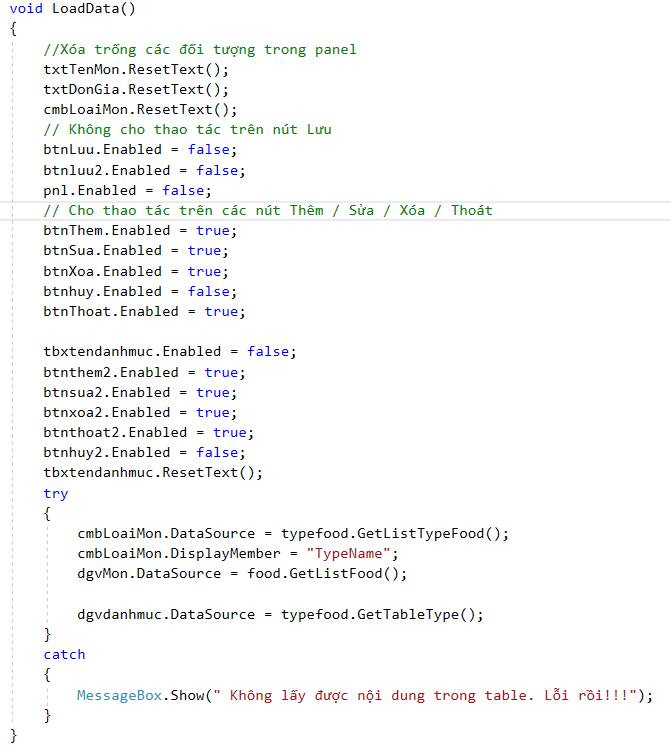 void LoadData()
{
//Xóa trống các đối tượng trong panel
txtTenMon.ResetText();
txtDonGia.ResetText();
cmbLoaiMon.ResetText();
// Không cho thao tác trên nút Lưu
btnLuu.Enabled = false;
btnluu2.Enabled = false;
pnl.Enabled = false;
// Cho thao tác trên các nút Thêm / Sửa / Xóa / Thoát
btnThem.Enabled = true;
btnSua.Enabled = true;
btnXoa.Enabled = true;
btnhuy.Enabled = false;
btnThoat.Enabled = true;
tbxtendanhmuc.Enabled = false;
btnthem2.Enabled = true;
btnsua2.Enabled = true;
btnxoa2.Enabled = true;
btnthoat2.Enabled = true;
btnhuy2.Enabled = false;
tbxtendanhmuc.ResetText();
try
{
cmbLoaiMon.DataSource = typefood.GetListTypeFood();
cmbLoaiMon.DisplayMember = "TypeName";
dgvMon.DataSource = food.GetListFood();
dgvdanhmuc.DataSource = typefood.GetTableType();
}
catch
{
MessageBox.Show(" Không lấy được nội dung trong table. Lỗi rồi!!!");
}
}